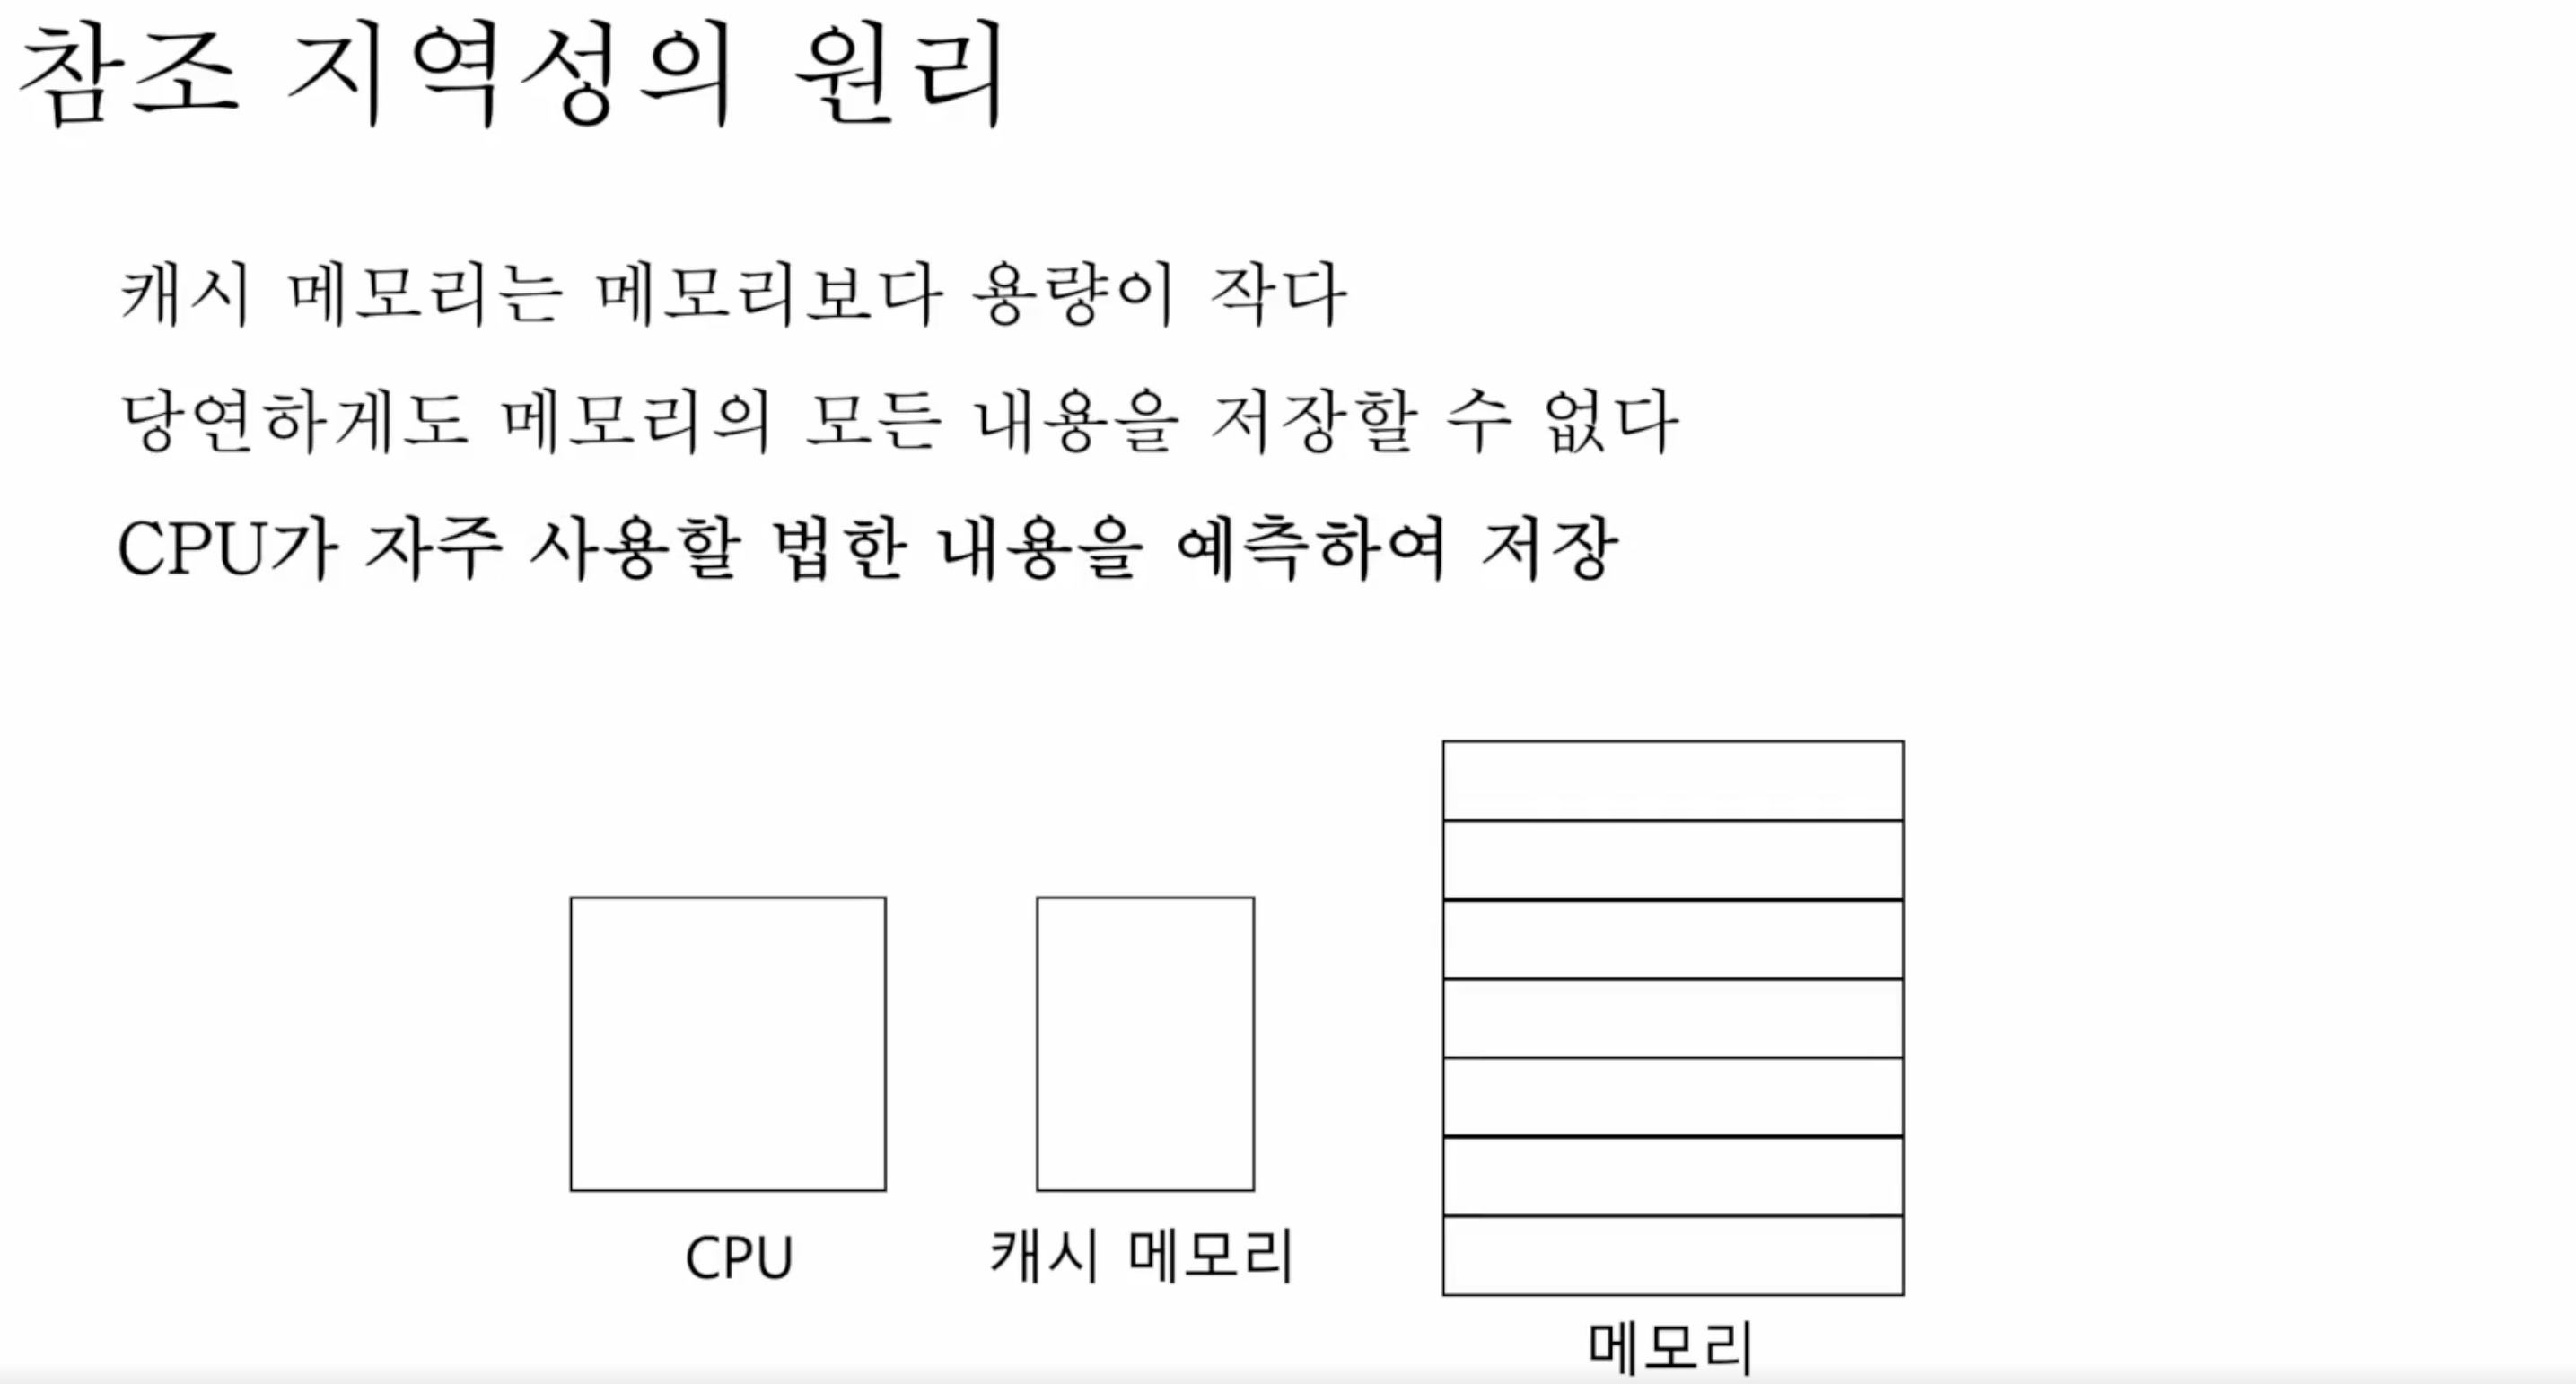 참조 지역성의 원리
캐시 메모리는 메모리보다 용량이 작다
당연하게도 메모리의 모든 내용을 저장할 수 없다
CPU가 자주 사용할 법한 내용을 예측하여 저장
CPU
캐시 메모리
메모리